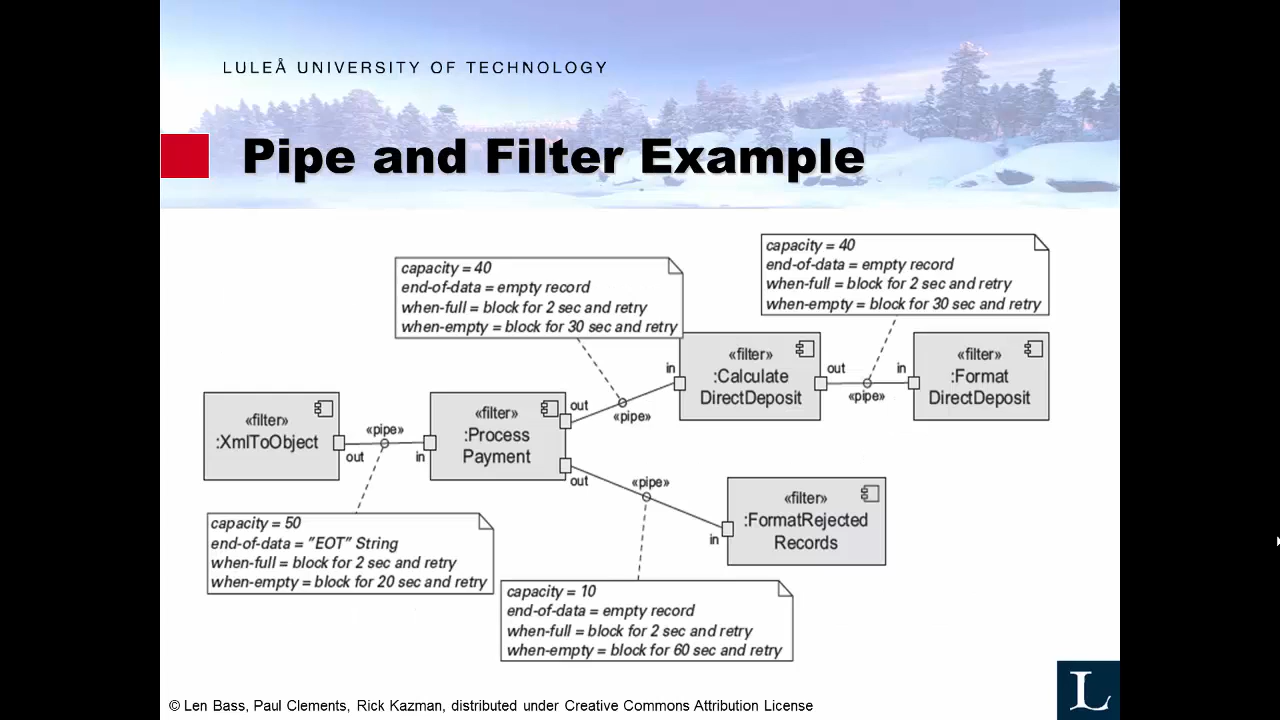 LULEÅ UNIVERSITY OF TECHNOLOGY
Pipe and Filter Example
capacity = 40
end-of-data = empty record
when-full = block for 2 sec and retry
when-empty = block for 30 sec and retry
capacity = 40
end-of-data = empty record
when-full = block for 2 sec and retry
when-empty = block for 30 sec and retry
«filter»
:XmlToObject
out
«pipe»
in
«filter»
:Process
Payment
out
out
«pipe»
in
«filter»
:Calculate
DirectDeposit
out
«pipe»
in
«filter»
:Format
DirectDeposit
«pipe»
in
«filter»
:FormatRejected
Records
capacity = 50
end-of-data = "EOT" String
when-full = block for 2 sec and retry
when-empty = block for 20 sec and retry
capacity = 10
end-of-data = empty record
when-full = block for 2 sec and retry
when-empty = block for 60 sec and retry
© Len Bass, Paul Clements, Rick Kazman, distributed under Creative Commons Attribution License
L